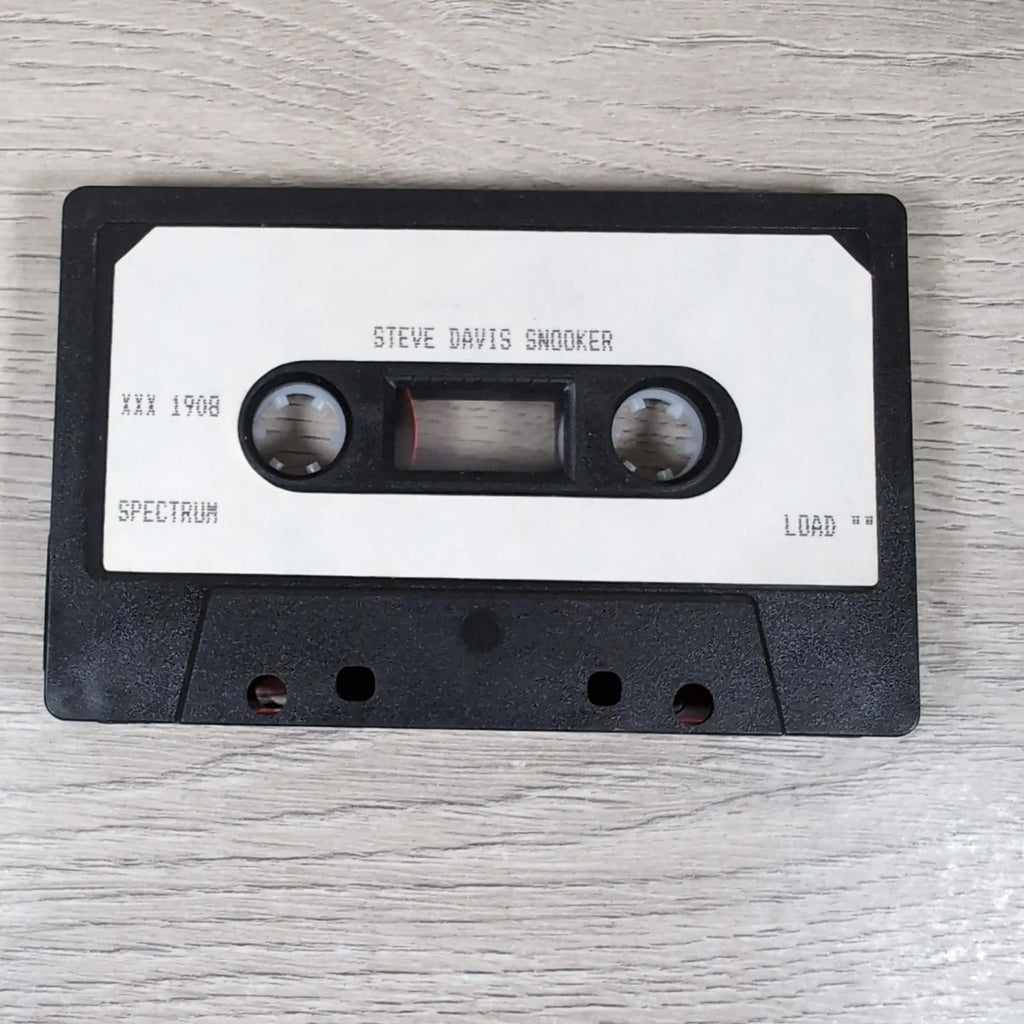 STEVE DAVIS SNOOKER
XXX 1908
SPECTRUM
LOAD ""